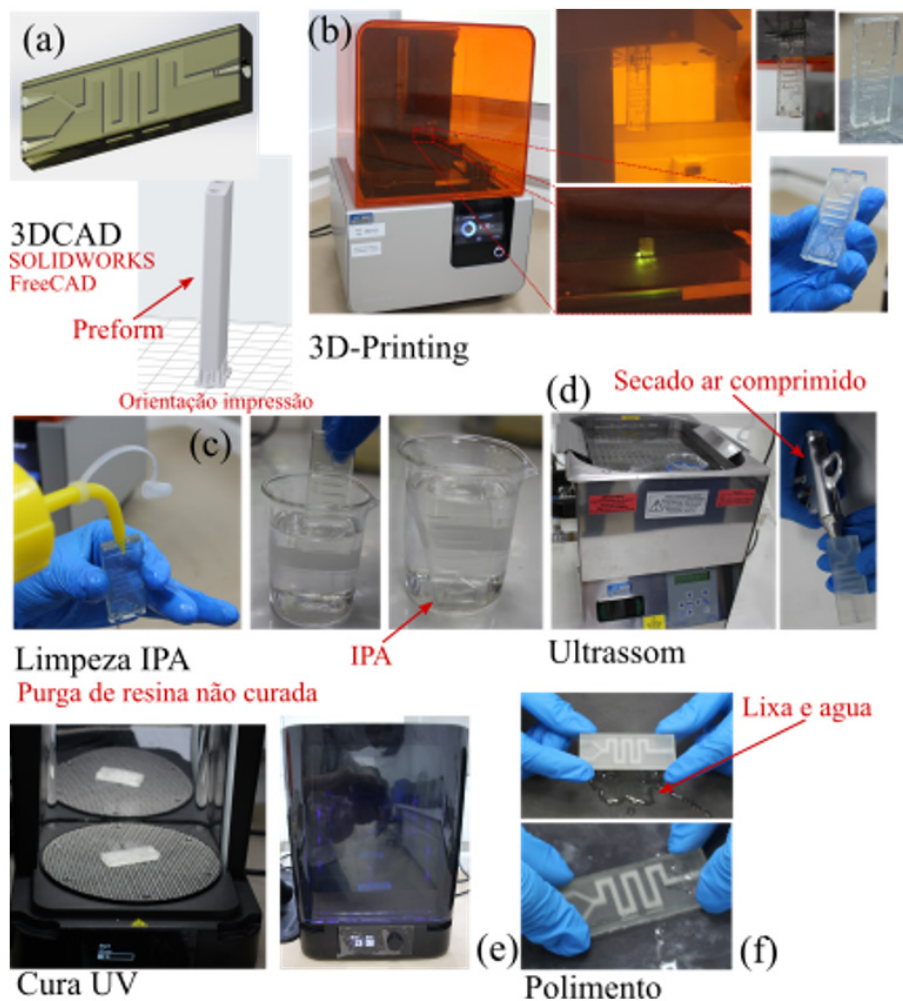 (a)
(b)
3DCAD
SOLIDWORKS
FreeCAD
Preform
3D-Printing
Orientação impressão
(c)
(d)
Secado ar comprimido
Limpeza IPA
IPA
Ultrassom
Purga de resina não curada
Lixa e agua
Cura UV
(e)
(f)
Polimento